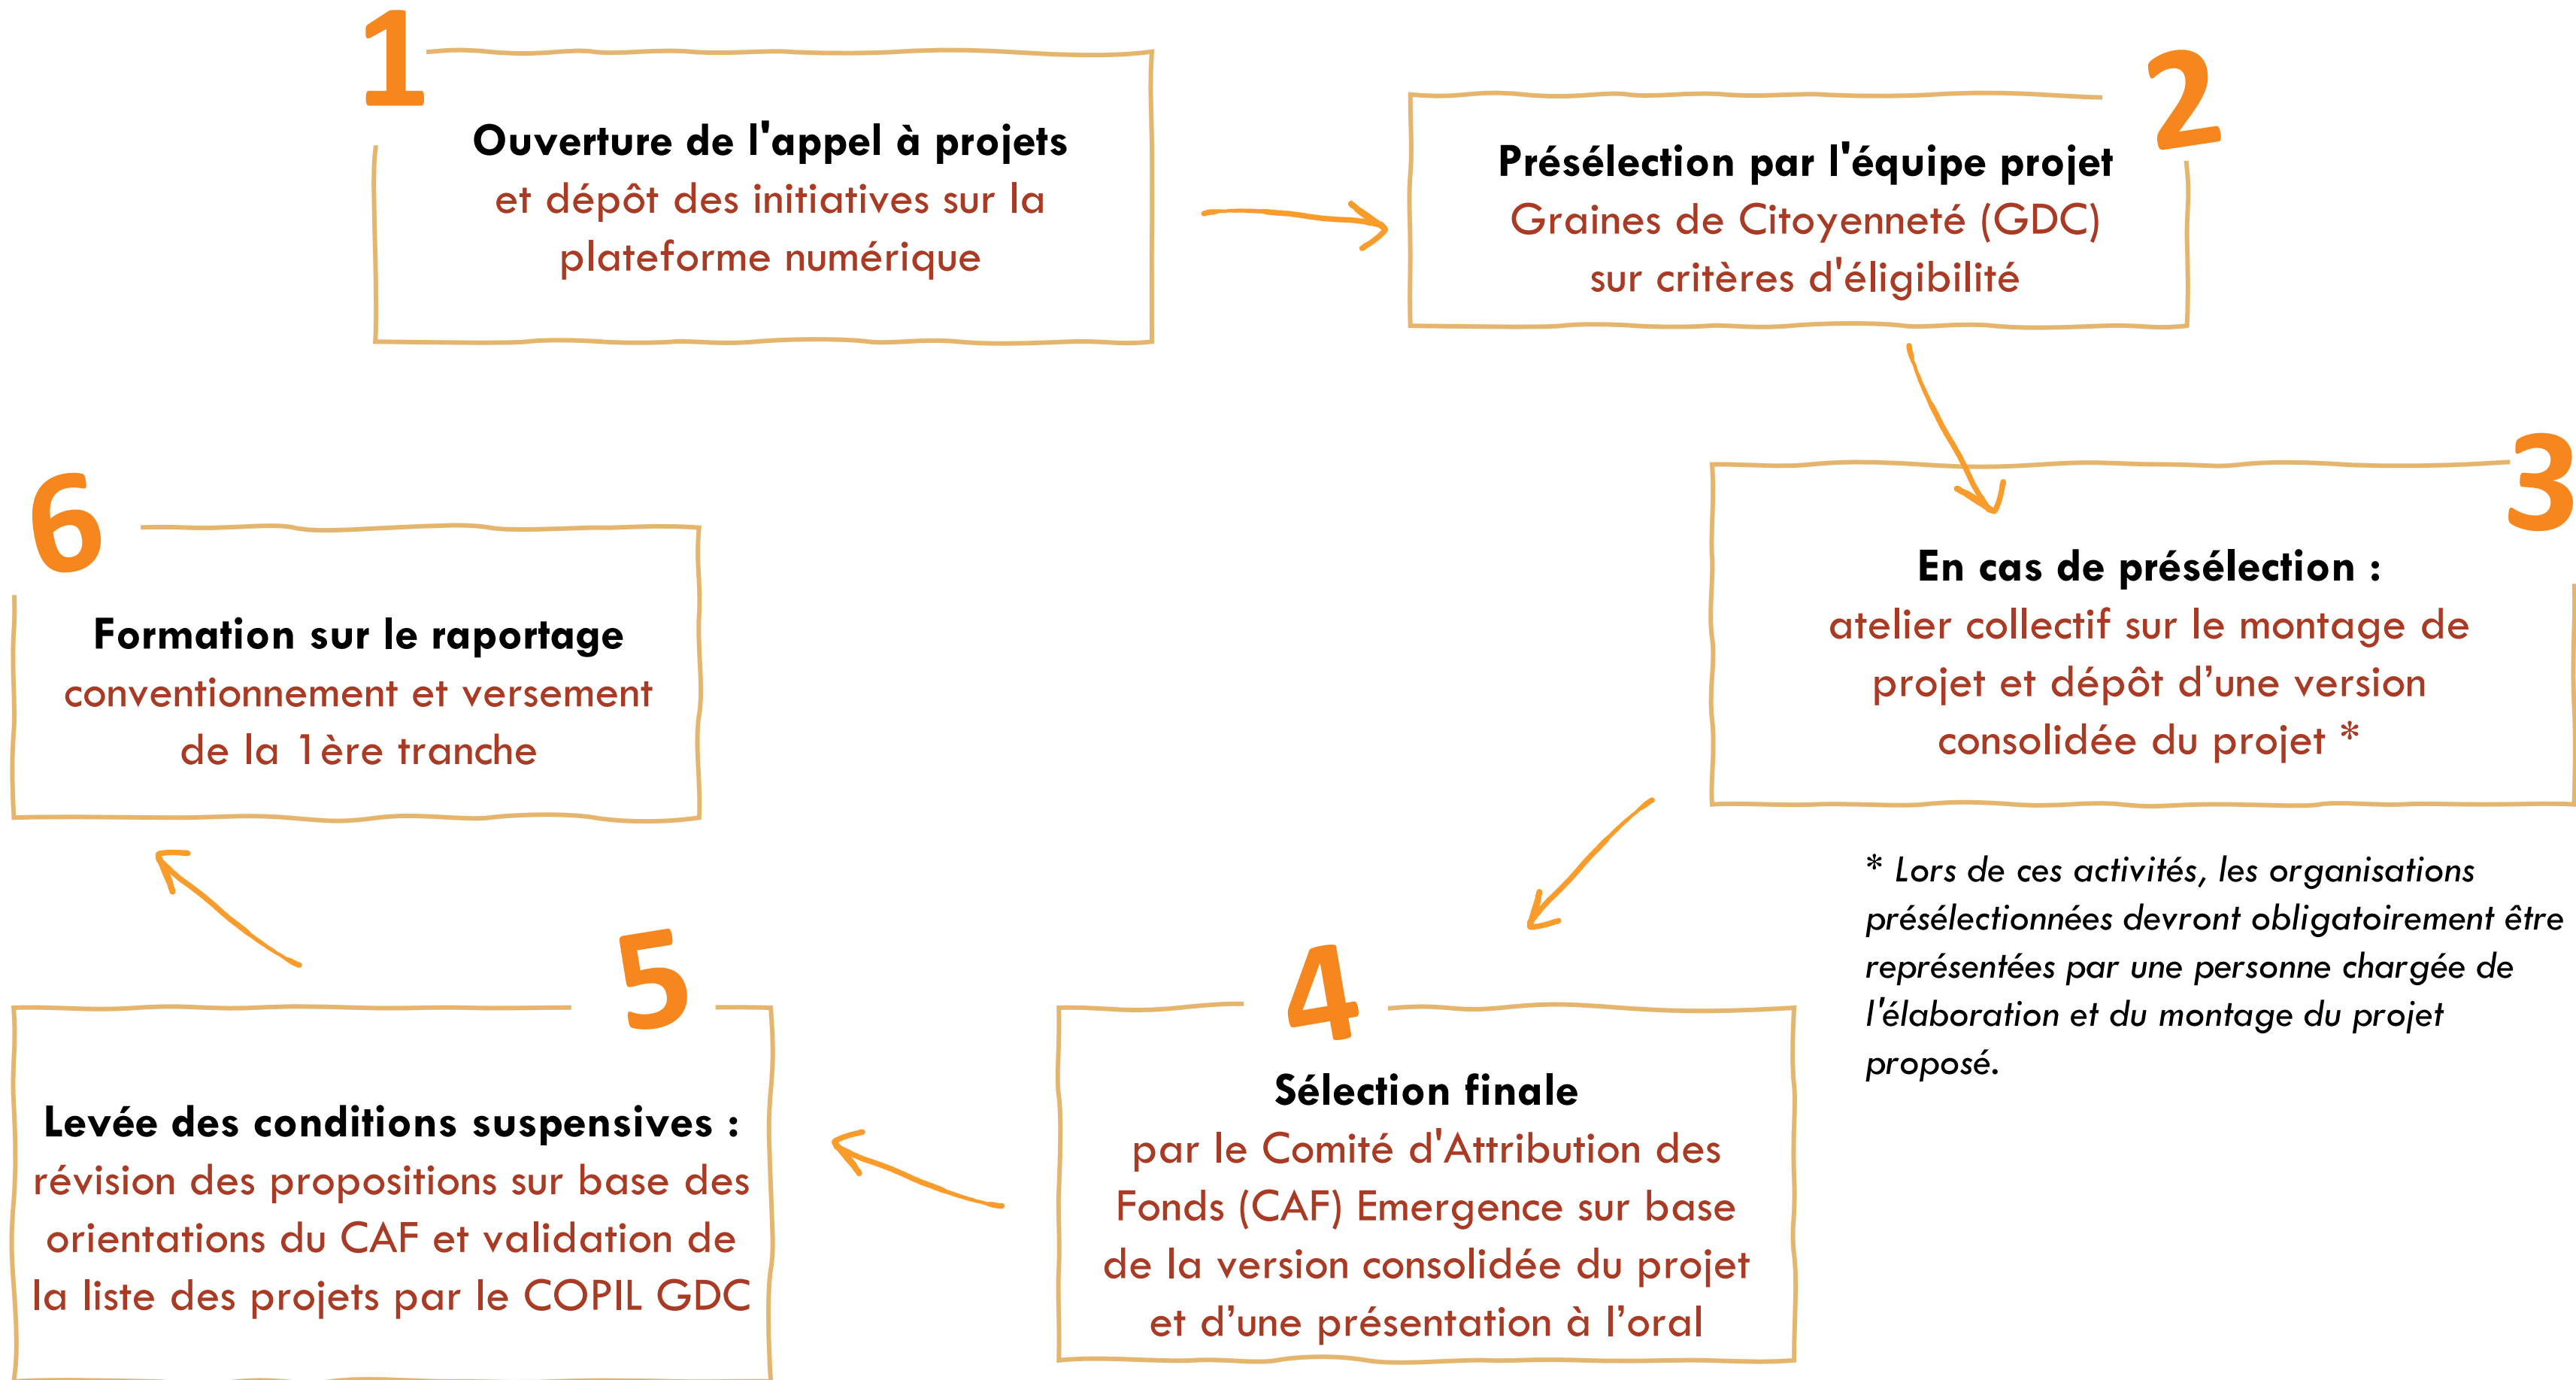 1
Ouverture de l'appel à projets
et dépôt des initiatives sur la
plateforme numérique
2
Présélection par l'équipe projet
Graines de Citoyenneté (GDC)
sur critères d'éligibilité
3
En cas de présélection :
atelier collectif sur le montage de
projet et dépôt d’une version
consolidée du projet *
* Lors de ces activités, les organisations
présélectionnées devront obligatoirement être
représentées par une personne chargée de
l'élaboration et du montage du projet
proposé.
4
Sélection finale
par le Comité d'Attribution des
Fonds (CAF) Emergence sur base
de la version consolidée du projet
et d’une présentation à l’oral
5
Levée des conditions suspensives :
révision des propositions sur base des
orientations du CAF et validation de
la liste des projets par le COPIL GDC
6
Formation sur le raportage
conventionnement et versement
de la 1ère tranche